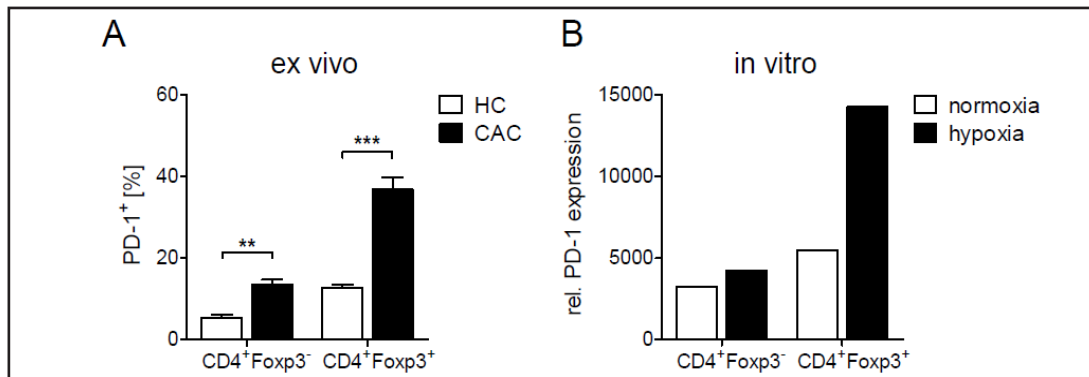 A
ex vivo
PD-1⁺ [%]
60
40
20
0
**
***
CD4⁺Foxp3⁻ CD4⁺Foxp3⁺
HC
CAC
B
in vitro
rel. PD-1 expression
15000
10000
5000
0
CD4⁺Foxp3⁻ CD4⁺Foxp3⁺
normoxia
hypoxia